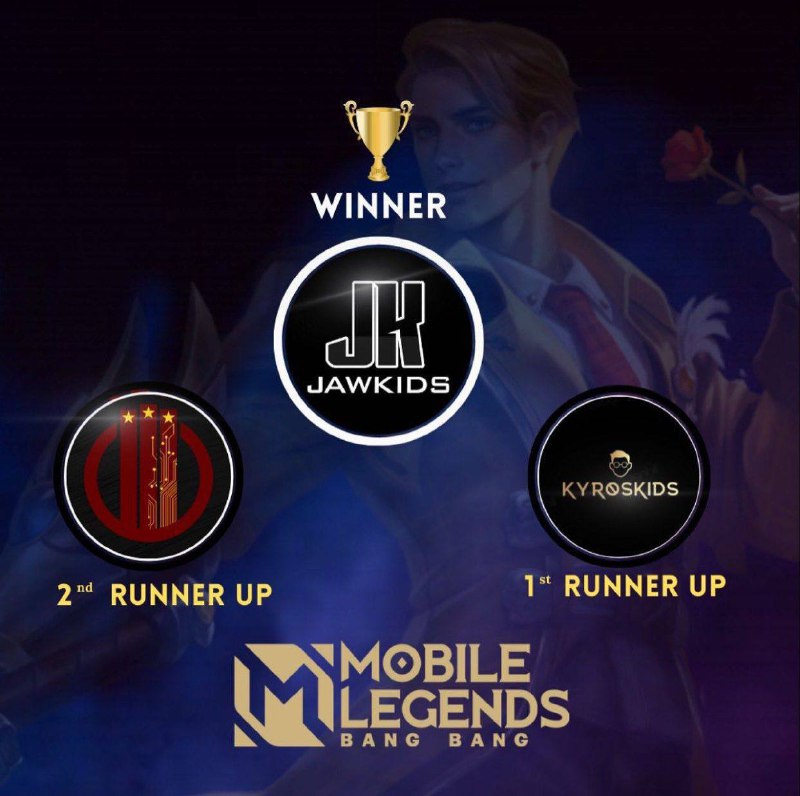 WINNER
JK
JAWKIDS
KYROSKIDS
2nd RUNNER UP
1st RUNNER UP
M
MOBILE
LEGENDS
BANG BANG